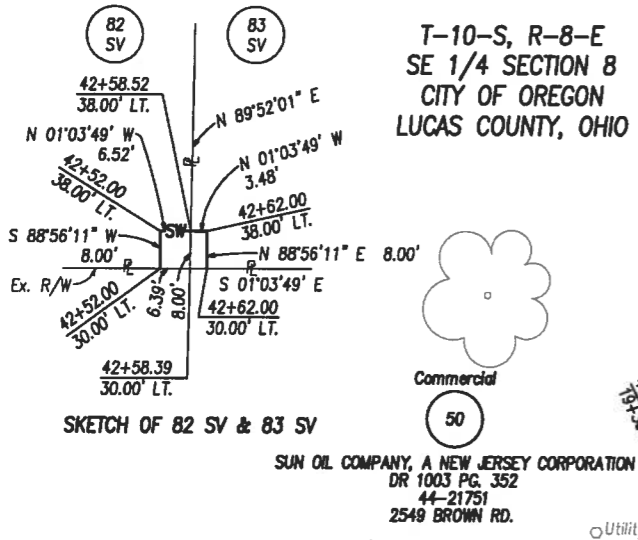 82
SV
83
SV
T-10-S, R-8-E
SE 1/4 SECTION 8
CITY OF OREGON
LUCAS COUNTY, OHIO
42+58.52
38.00' LT.
N 89°52'01" E
N 01°03'49" W
6.52'
N 01°03'49" W
3.48'
42+52.00
38.00' LT.
42+62.00
38.00' LT.
S 88°56'11" W
8.00'
SW
N 88°56'11" E 8.00'
PL
PL
PL
Ex. R/W
S 01°03'49" E
6.39'
8.00'
42+52.00
30.00' LT.
42+62.00
30.00' LT.
42+58.39
30.00' LT.
SKETCH OF 82 SV & 83 SV
Commercial
50
SUN OIL COMPANY, A NEW JERSEY CORPORATION
DR 1003 PG. 352
44-21751
2549 BROWN RD.
Utilit